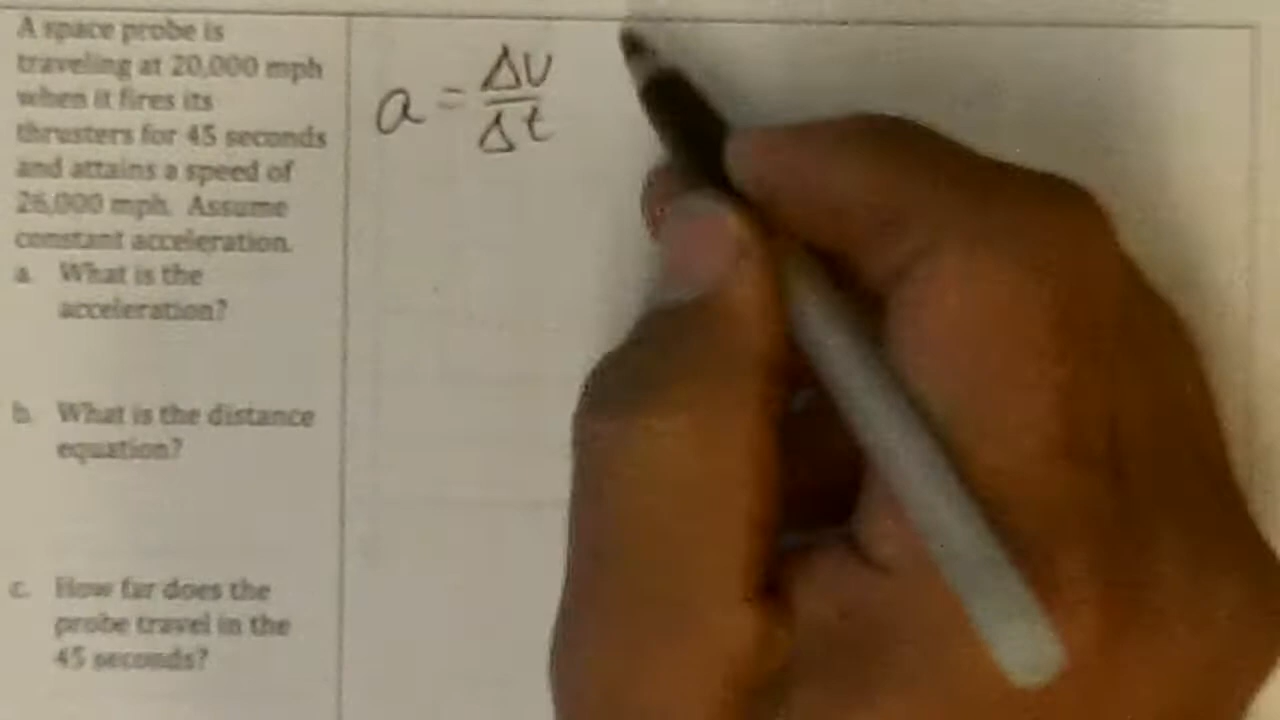 A space probe is
traveling at 20,000 mph
when it fires its
thrusters for 45 seconds
and attains a speed of
26,000 mph. Assume
constant acceleration.
a. What is the
acceleration?
b. What is the distance
equation?
c. How far does the
probe travel in the
45 seconds?
a = Δv/Δt